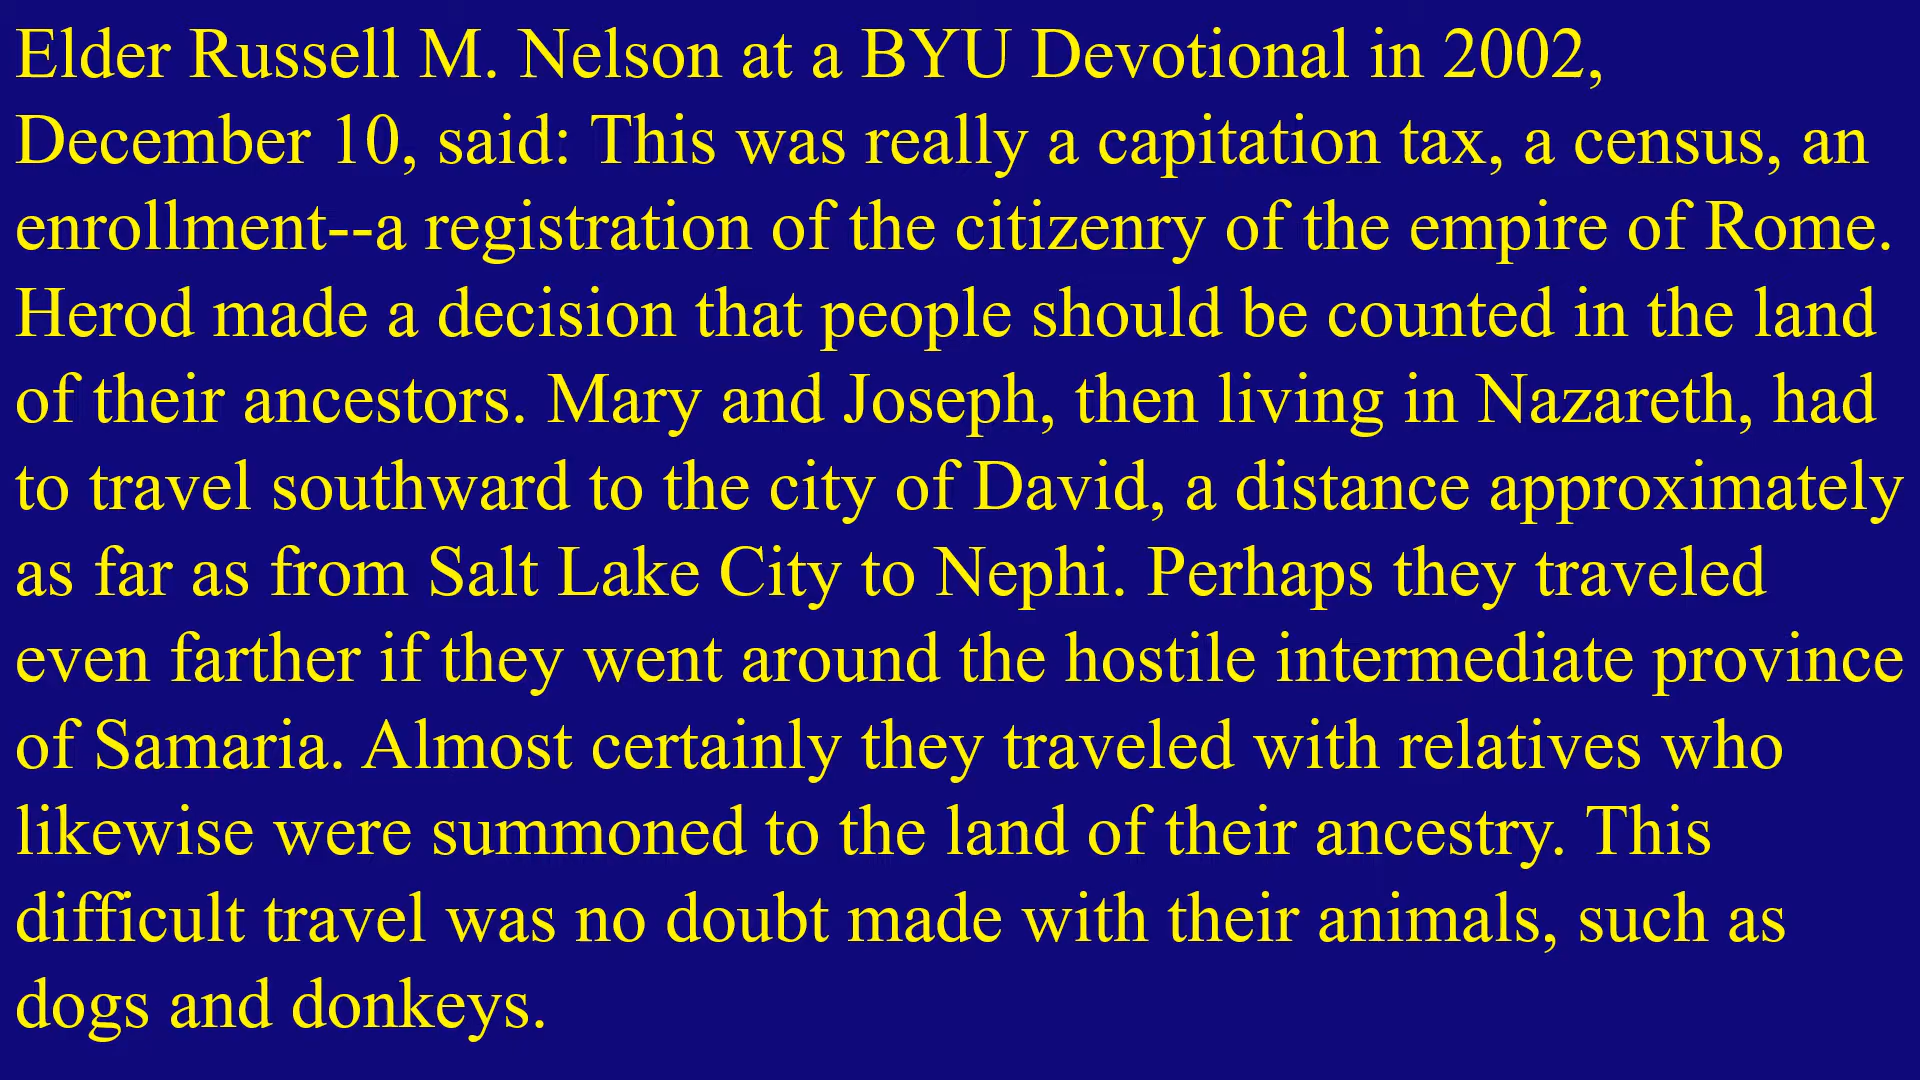 Elder Russell M. Nelson at a BYU Devotional in 2002,
December 10, said: This was really a capitation tax, a census, an
enrollment--a registration of the citizenry of the empire of Rome.
Herod made a decision that people should be counted in the land
of their ancestors. Mary and Joseph, then living in Nazareth, had
to travel southward to the city of David, a distance approximately
as far as from Salt Lake City to Nephi. Perhaps they traveled
even farther if they went around the hostile intermediate province
of Samaria. Almost certainly they traveled with relatives who
likewise were summoned to the land of their ancestry. This
difficult travel was no doubt made with their animals, such as
dogs and donkeys.